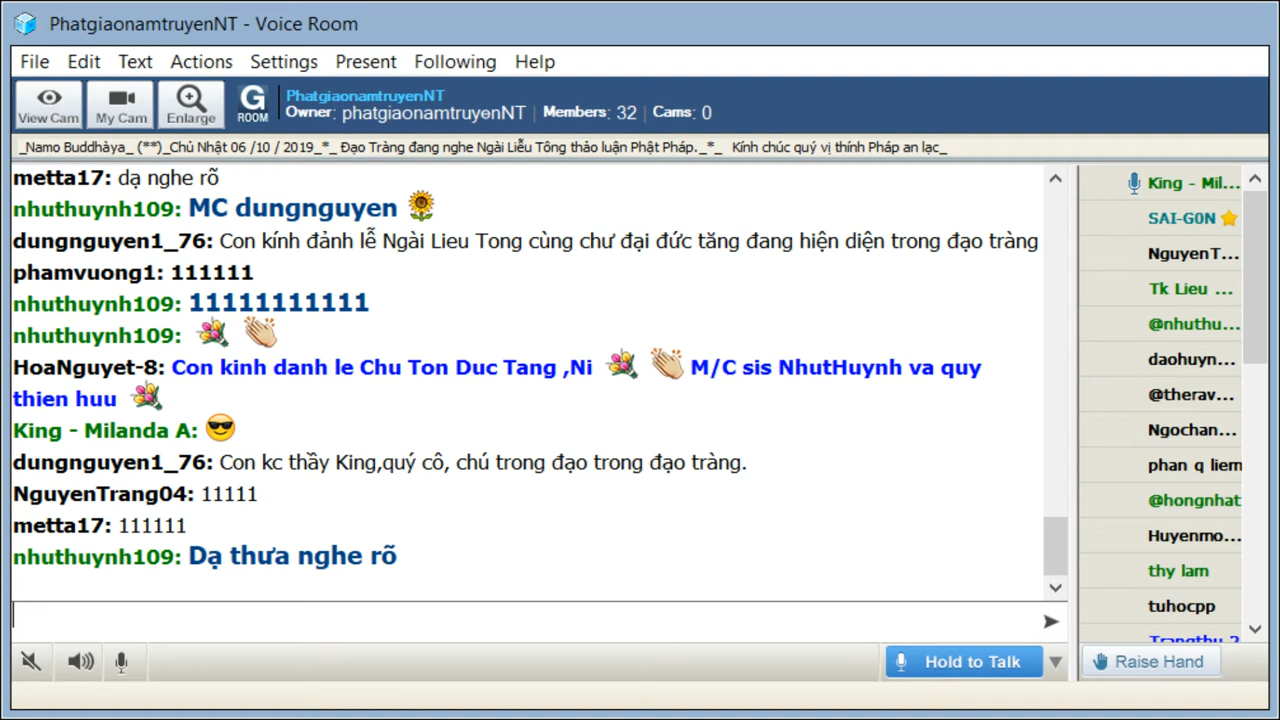 PhatgiaonamtruyenNT - Voice Room
File Edit Text Actions Settings Present Following Help
View Cam My Cam Enlarge G ROOM
PhatgiaonamtruyenNT
Owner: phatgiaonamtruyenNT | Members: 32 | Cams: 0
_Namo Buddhàya_ (**)_Chủ Nhật 06 /10 / 2019_*_ Đạo Tràng đang nghe Ngài Liễu Tông thảo luận Phật Pháp._*_ Kính chúc quý vị thính Pháp an lạc_
metta17: dạ nghe rõ
nhuthuynh109: MC dungnguyen
dungnguyen1_76: Con kính đảnh lễ Ngài Lieu Tong cùng chư đại đức tăng đang hiện diện trong đạo tràng
phamvuong1: 111111
nhuthuynh109: 11111111111
nhuthuynh109:
HoaNguyet-8: Con kinh danh le Chu Ton Duc Tang ,Ni M/C sis NhutHuynh va quy
thien huu
King - Milanda A:
dungnguyen1_76: Con kc thầy King,quý cô, chú trong đạo trong đạo tràng.
NguyenTrang04: 11111
metta17: 111111
nhuthuynh109: Dạ thưa nghe rõ
Hold to Talk
King - Mil...
SAI-G0N
NguyenT...
Tk Lieu ...
@nhuthu...
daohuyn...
@therav...
Ngochan...
phan q liem
@hongnhat
Huyenmo...
thy lam
tuhocpp
Trangthu 2
Raise Hand